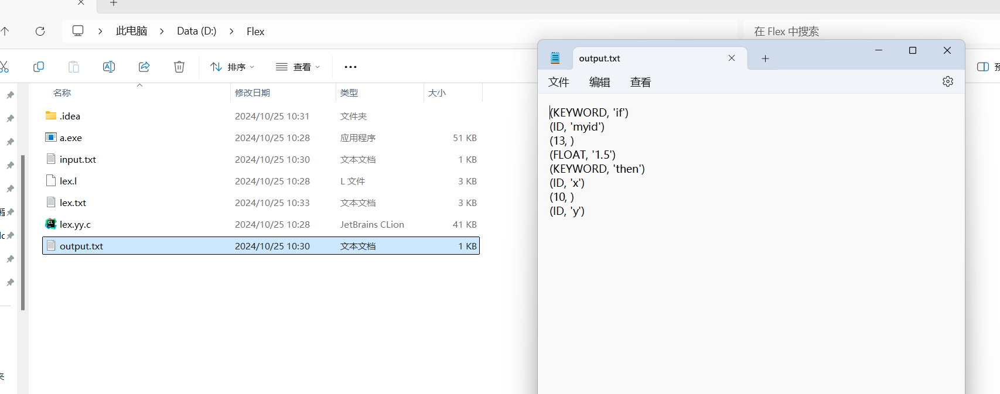 此电脑 Data (D:) Flex
在 Flex 中搜索
排序 查看
名称 修改日期 类型 大小
.idea 2024/10/25 10:31 文件夹
a.exe 2024/10/25 10:28 应用程序 51 KB
input.txt 2024/10/25 10:30 文本文档 1 KB
lex.l 2024/10/25 10:28 L 文件 3 KB
lex.txt 2024/10/25 10:33 文本文档 3 KB
lex.yy.c 2024/10/25 10:28 JetBrains CLion 41 KB
output.txt 2024/10/25 10:30 文本文档 1 KB
output.txt
文件 编辑 查看
(KEYWORD, 'if')
(ID, 'myid')
(13, )
(FLOAT, '1.5')
(KEYWORD, 'then')
(ID, 'x')
(10, )
(ID, 'y')